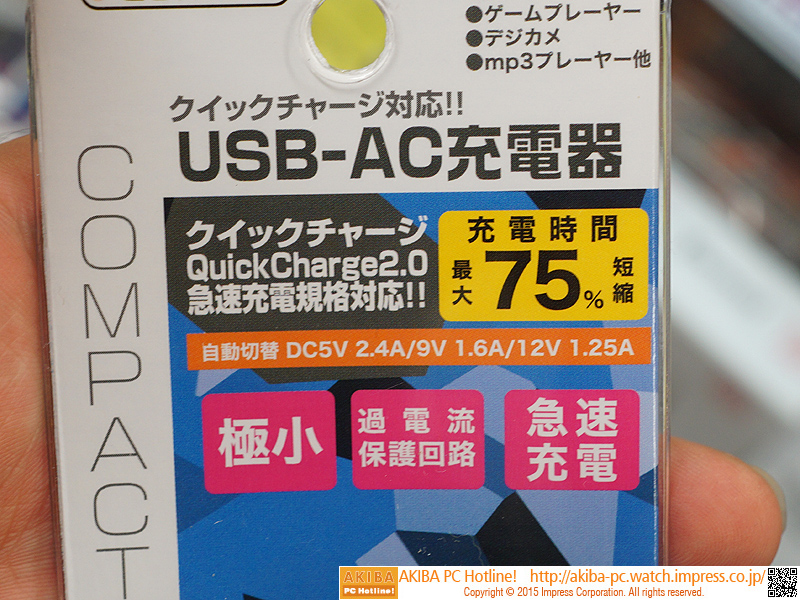 ●ゲームプレーヤー
●デジカメ
●mp3プレーヤー他
クイックチャージ対応!!
USB-AC充電器
COMPACT
クイックチャージ
QuickCharge2.0
急速充電規格対応!!
充電時間
最大75%短縮
自動切替 DC5V 2.4A/9V 1.6A/12V 1.25A
極小
過電流
保護回路
急速
充電
AKIBA PC Hotline! AKIBA PC Hotline! http://akiba-pc.watch.impress.co.jp/
Copyright © 2015 Impress Corporation. All rights reserved.